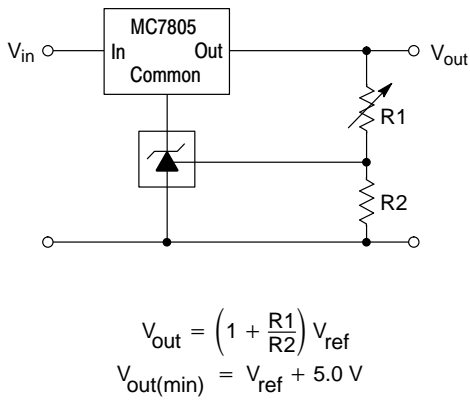 MC7805
V_in
In
Out
V_out
Common
R1
R2
V_out = (1 + R1/R2) V_ref
V_out(min) = V_ref + 5.0 V